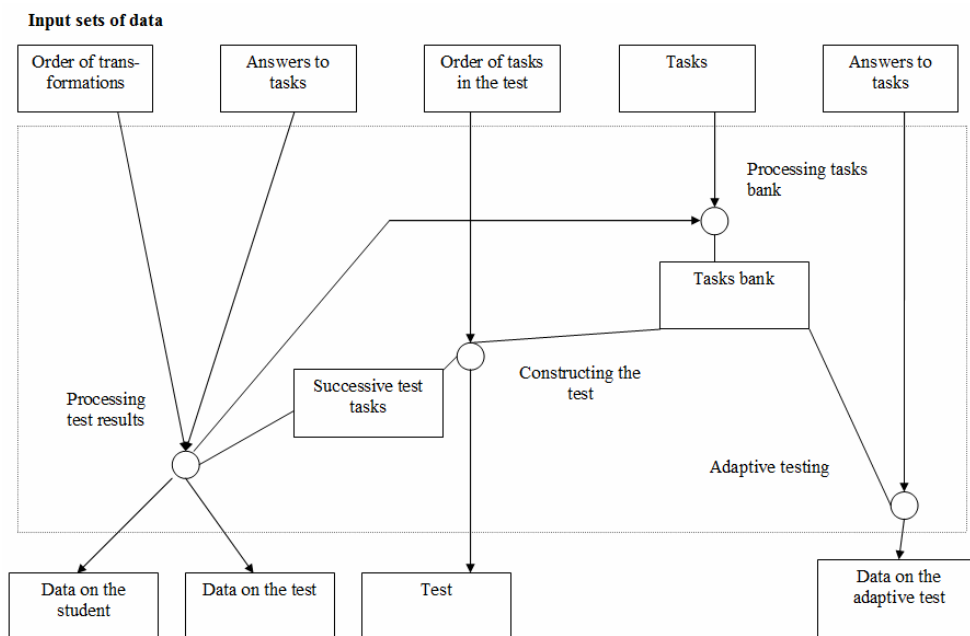 Input sets of data
Order of trans-
formations
Answers to
tasks
Order of tasks
in the test
Tasks
Answers to
tasks
Processing tasks
bank
Tasks bank
Constructing the
test
Successive test
tasks
Processing
test results
Adaptive testing
Data on the
student
Data on the test
Test
Data on the
adaptive test